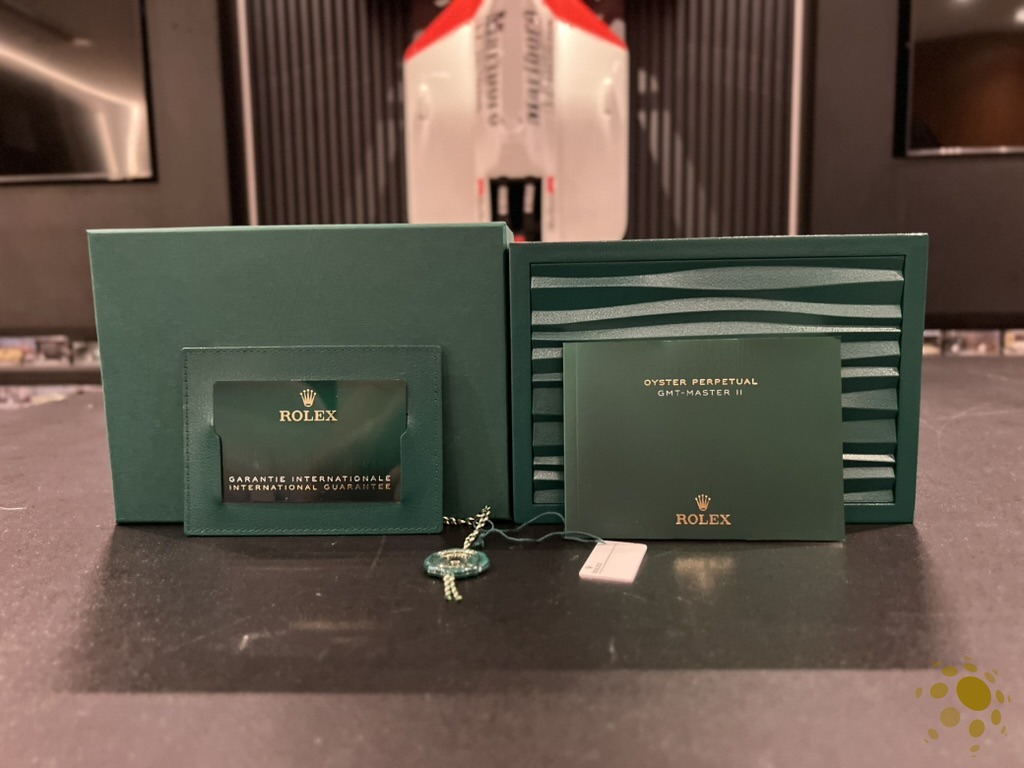 ROLEX
GARANTIE INTERNATIONALE
INTERNATIONAL GUARANTEE
OYSTER PERPETUAL
GMT-MASTER II
ROLEX